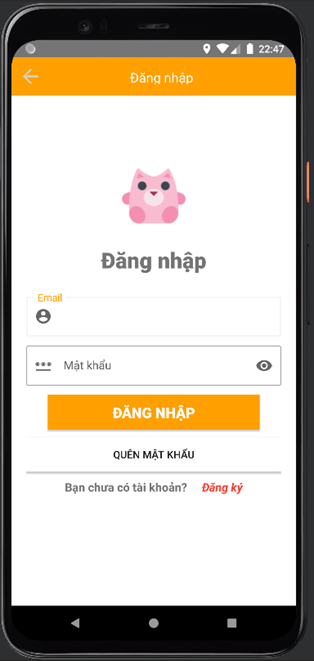 22:47
Đăng nhập
Đăng nhập
Email
Mật khẩu
ĐĂNG NHẬP
QUÊN MẬT KHẨU
Bạn chưa có tài khoản? Đăng ký